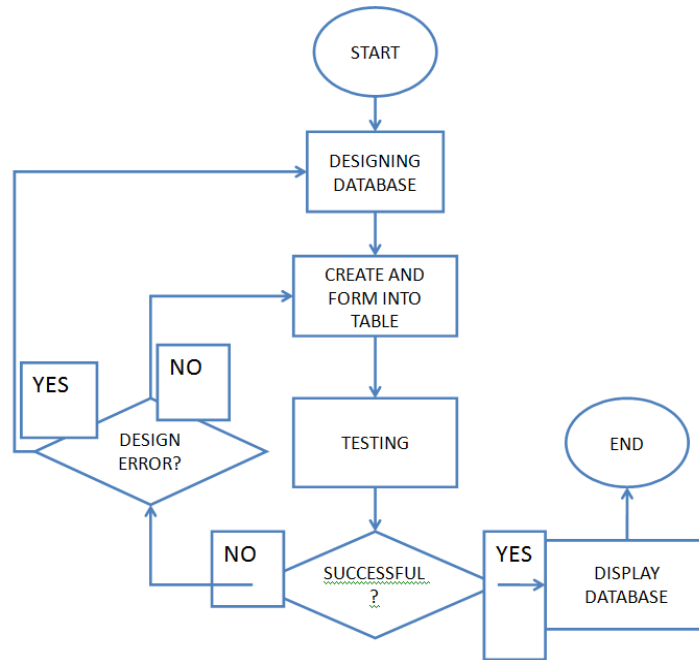 START
DESIGNING
DATABASE
CREATE AND
FORM INTO
TABLE
YES
NO
DESIGN
ERROR?
TESTING
END
NO
SUCCESSFUL
?
YES
DISPLAY
DATABASE